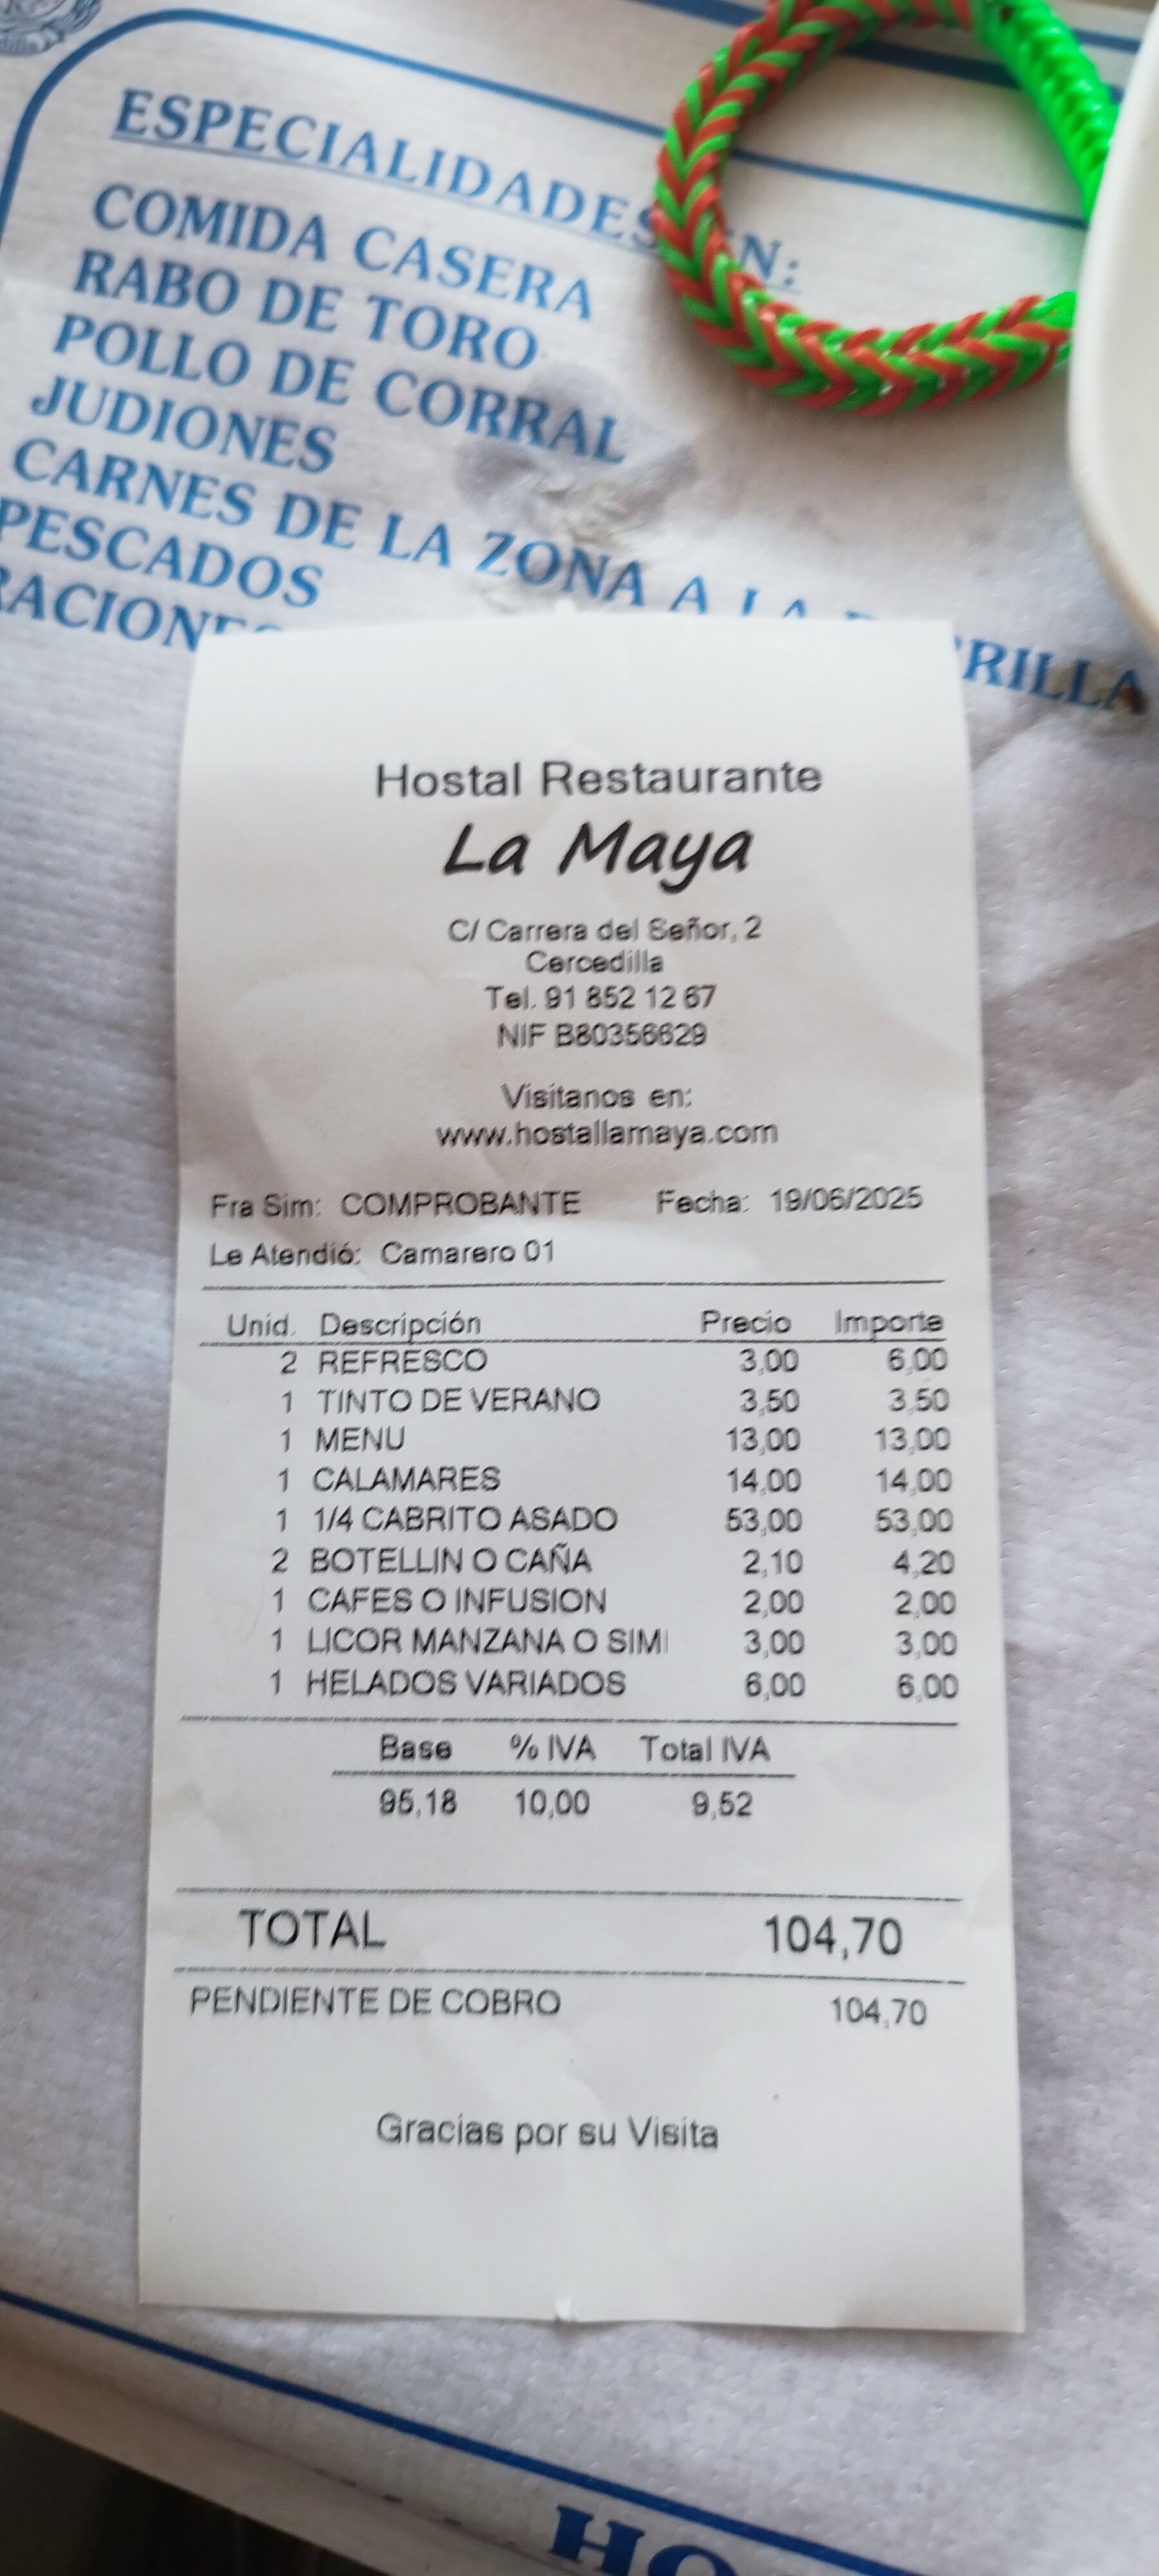 ESPECIALIDADES EN:
COMIDA CASERA
RABO DE TORO
POLLO DE CORRAL
JUDIONES
CARNES DE LA ZONA A LA PARRILLA
PESCADOS
RACIONES
Hostal Restaurante
La Maya
C/ Carrera del Señor, 2
Cercedilla
Tel. 91 852 12 67
NIF B80356629
Visitanos en:
www.hostallamaya.com
Fra Sim: COMPROBANTE Fecha: 19/06/2025
Le Atendió: Camarero 01
Unid. Descripción Precio Importe
2 REFRESCO 3,00 6,00
1 TINTO DE VERANO 3,50 3,50
1 MENU 13,00 13,00
1 CALAMARES 14,00 14,00
1 1/4 CABRITO ASADO 53,00 53,00
2 BOTELLIN O CAÑA 2,10 4,20
1 CAFES O INFUSION 2,00 2,00
1 LICOR MANZANA O SIMI 3,00 3,00
1 HELADOS VARIADOS 6,00 6,00
Base % IVA Total IVA
95,18 10,00 9,52
TOTAL 104,70
PENDIENTE DE COBRO 104,70
Gracias por su Visita
HO